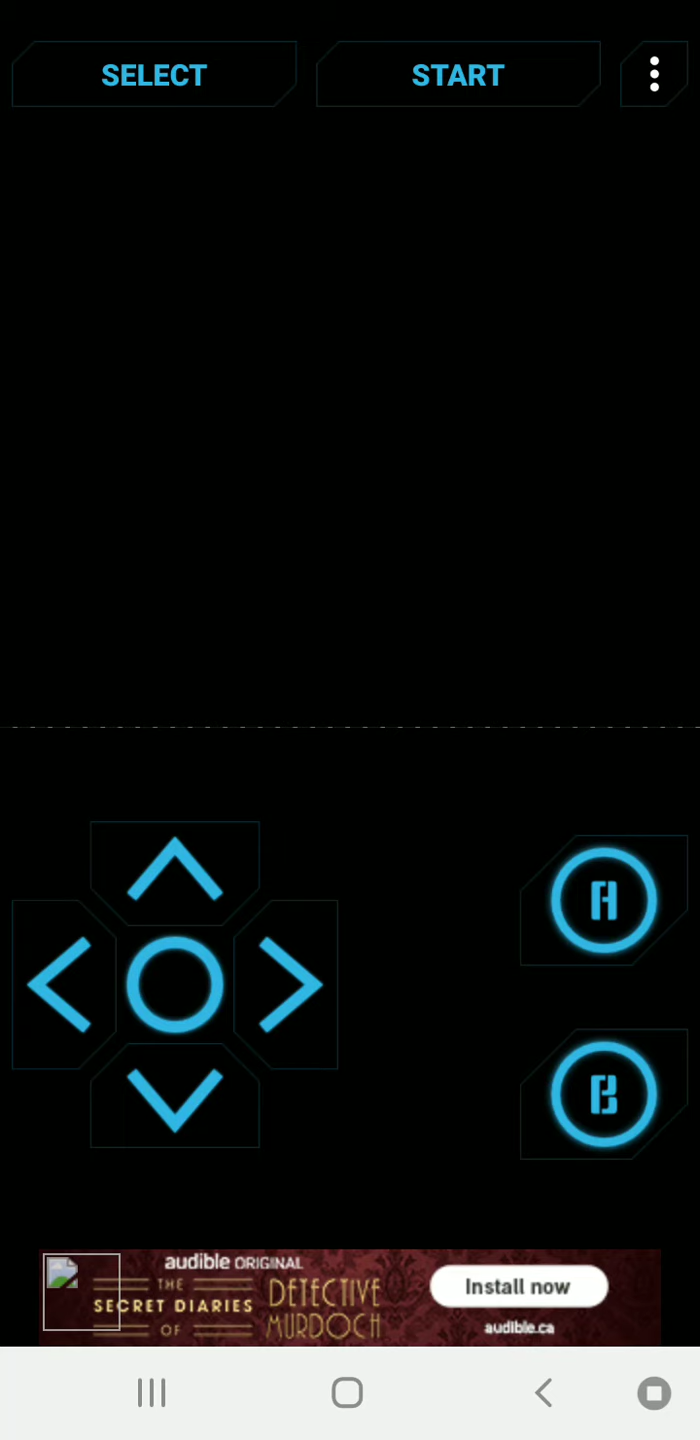 SELECT
START
A
B
audible ORIGINAL
THE
SECRET DIARIES
OF
DETECTIVE
MURDOCH
Install now
audible.ca